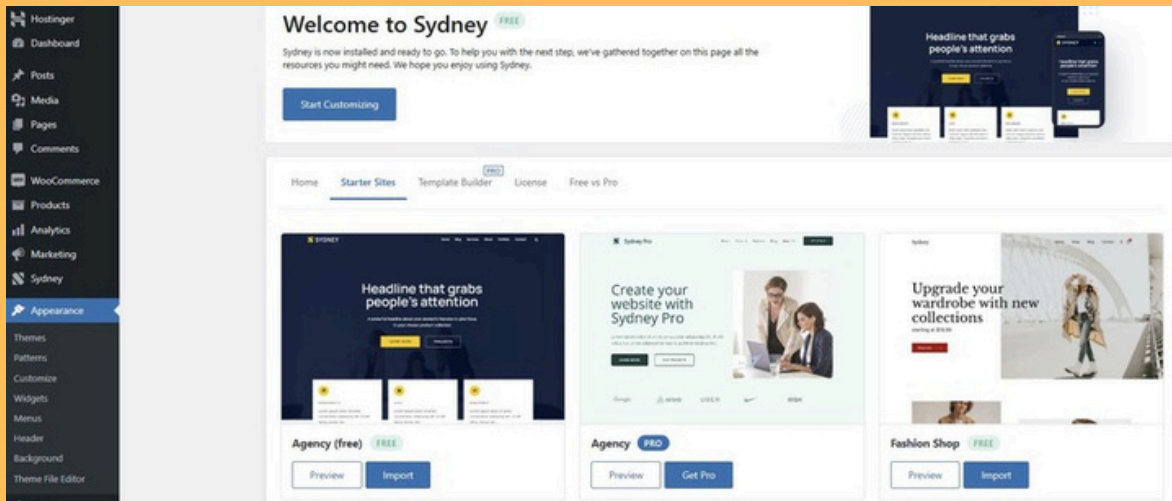 Hostinger
Dashboard
Posts
Media
Pages
Comments
WooCommerce
Products
Analytics
Marketing
Sydney
Appearance
Themes
Patterns
Customize
Widgets
Menus
Header
Background
Theme File Editor
Welcome to Sydney FREE
Sydney is now installed and ready to go. To help you with the next step, we've gathered together on this page all the
resources you might need. We hope you enjoy using Sydney.
Start Customizing
Headline that grabs
people's attention
PRO
Home Starter Sites Template Builder License Free vs Pro
SYDNEY
Headline that grabs
people's attention
Agency (free) FREE
Preview Import
Sydney Pro
Create your
website with
Sydney Pro
Google
UBER
Agency PRO
Preview Get Pro
Sydney
Upgrade your
wardrobe with new
collections
Fashion Shop FREE
Preview Import